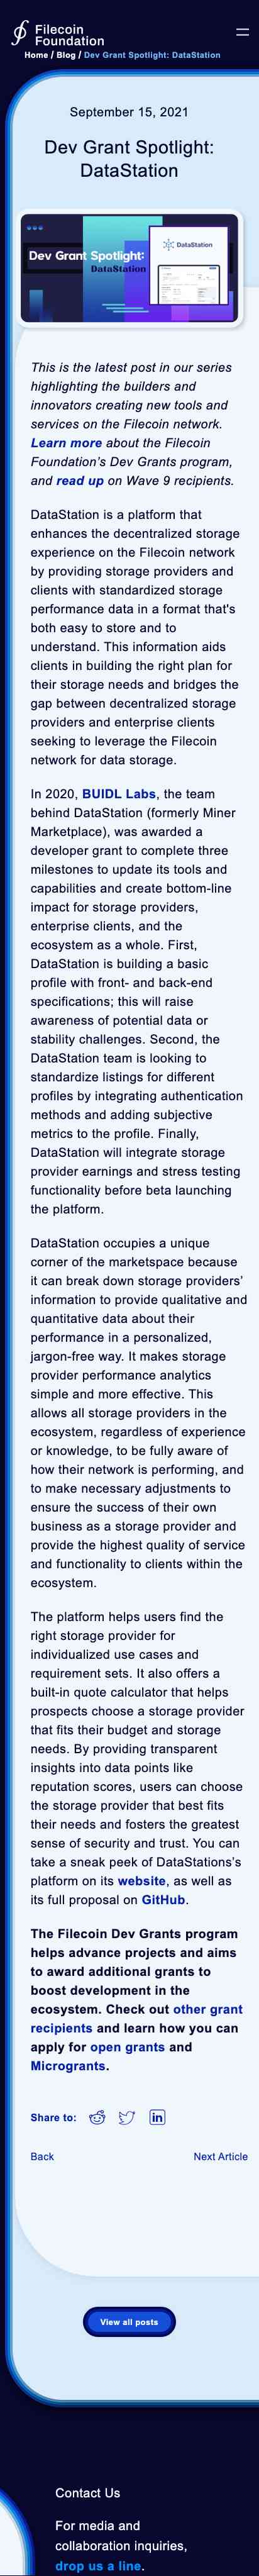 Filecoin
Foundation
Home / Blog / Dev Grant Spotlight: DataStation
September 15, 2021
Dev Grant Spotlight:
DataStation
Dev Grant Spotlight:
DataStation
DataStation
This is the latest post in our series
highlighting the builders and
innovators creating new tools and
services on the Filecoin network.
Learn more about the Filecoin
Foundation's Dev Grants program,
and read up on Wave 9 recipients.
DataStation is a platform that
enhances the decentralized storage
experience on the Filecoin network
by providing storage providers and
clients with standardized storage
performance data in a format that's
both easy to store and to
understand. This information aids
clients in building the right plan for
their storage needs and bridges the
gap between decentralized storage
providers and enterprise clients
seeking to leverage the Filecoin
network for data storage.
In 2020, BUIDL Labs, the team
behind DataStation (formerly Miner
Marketplace), was awarded a
developer grant to complete three
milestones to update its tools and
capabilities and create bottom-line
impact for storage providers,
enterprise clients, and the
ecosystem as a whole. First,
DataStation is building a basic
profile with front- and back-end
specifications; this will raise
awareness of potential data or
stability challenges. Second, the
DataStation team is looking to
standardize listings for different
profiles by integrating authentication
methods and adding subjective
metrics to the profile. Finally,
DataStation will integrate storage
provider earnings and stress testing
functionality before beta launching
the platform.
DataStation occupies a unique
corner of the marketspace because
it can break down storage providers'
information to provide qualitative and
quantitative data about their
performance in a personalized,
jargon-free way. It makes storage
provider performance analytics
simple and more effective. This
allows all storage providers in the
ecosystem, regardless of experience
or knowledge, to be fully aware of
how their network is performing, and
to make necessary adjustments to
ensure the success of their own
business as a storage provider and
provide the highest quality of service
and functionality to clients within the
ecosystem.
The platform helps users find the
right storage provider for
individualized use cases and
requirement sets. It also offers a
built-in quote calculator that helps
prospects choose a storage provider
that fits their budget and storage
needs. By providing transparent
insights into data points like
reputation scores, users can choose
the storage provider that best fits
their needs and fosters the greatest
sense of security and trust. You can
take a sneak peek of DataStations's
platform on its website, as well as
its full proposal on GitHub.
The Filecoin Dev Grants program
helps advance projects and aims
to award additional grants to
boost development in the
ecosystem. Check out other grant
recipients and learn how you can
apply for open grants and
Microgrants.
Share to:
in
Back
Next Article
View all posts
Contact Us
For media and
collaboration inquiries,
drop us a line.